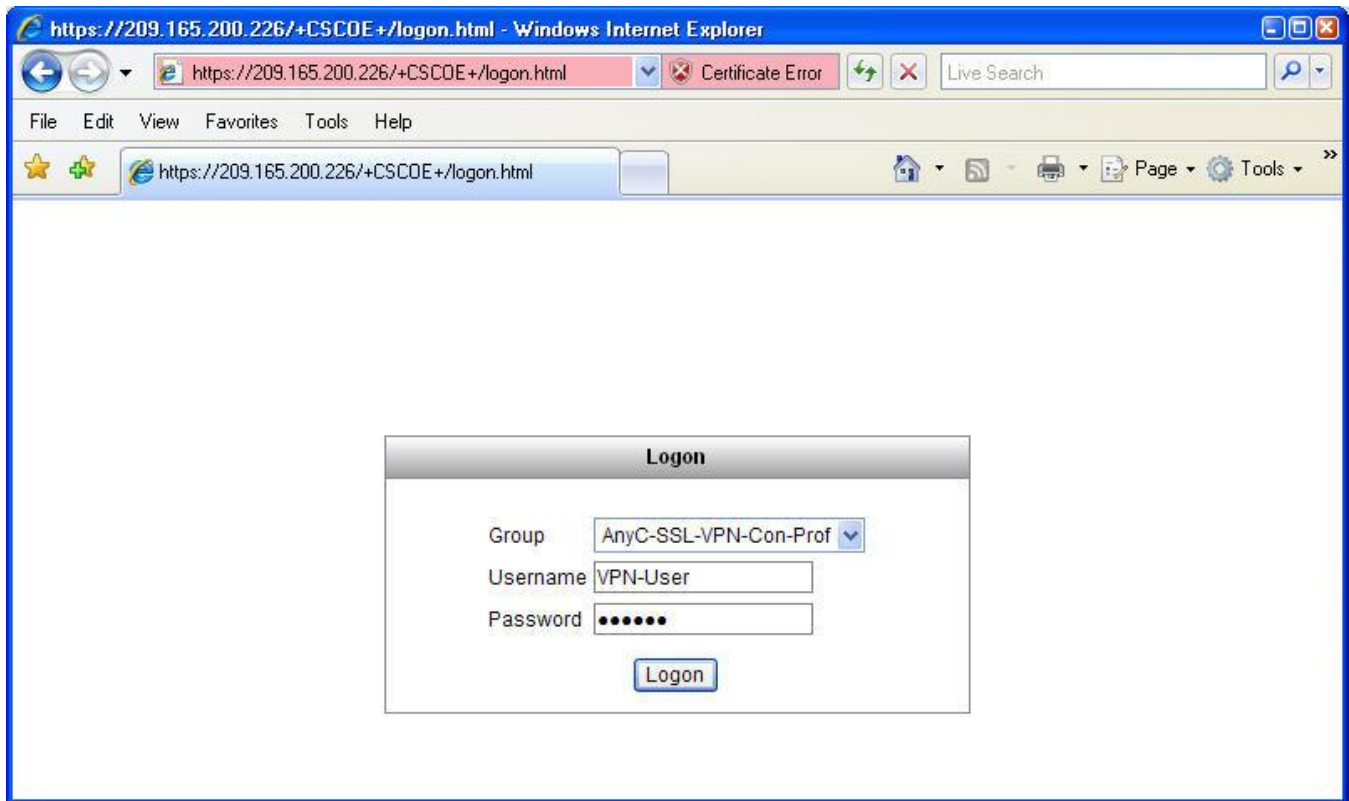 https://209.165.200.226/+CSCOE+/logon.html - Windows Internet Explorer
https://209.165.200.226/+CSCOE+/logon.html Certificate Error Live Search
File Edit View Favorites Tools Help
https://209.165.200.226/+CSCOE+/logon.html Page Tools »
Logon
Group AnyC-SSL-VPN-Con-Prof
Username VPN-User
Password ••••••
Logon